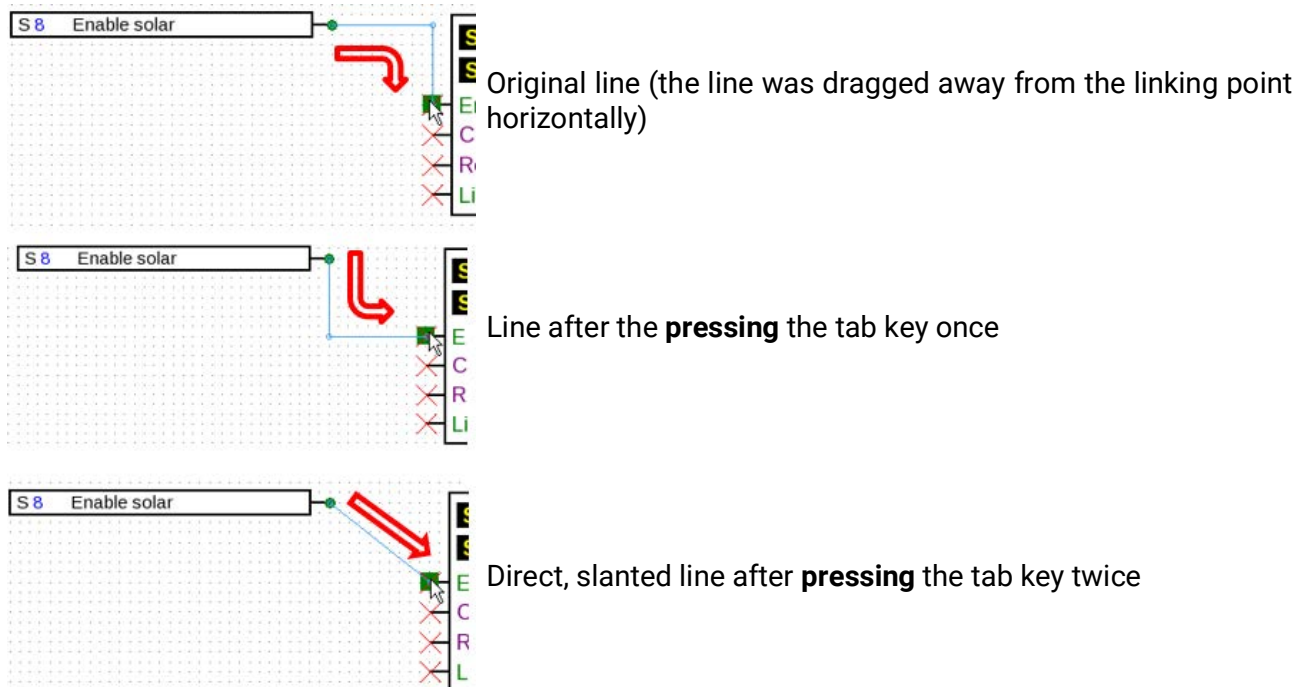 S 8 Enable solar
S
S
Original line (the line was dragged away from the linking point
horizontally)
E
C
R
Li
S 8 Enable solar
S
S
Line after the pressing the tab key once
E
C
R
Li
S 8 Enable solar
S
S
Direct, slanted line after pressing the tab key twice
E
C
R
L